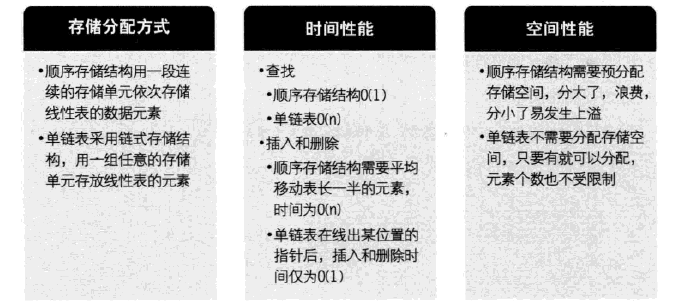 存储分配方式
•顺序存储结构用一段连
续的存储单元依次存储
线性表的数据元素
•单链表采用链式存储结
构，用一组任意的存储
单元存放线性表的元素
时间性能
•查找
•顺序存储结构O(1)
•单链表O(n)
•插入和删除
•顺序存储结构需要平均
移动表长一半的元素，
时间为O(n)
•单链表在线出某位置的
指针后，插入和删除时
间仅为O(1)
空间性能
•顺序存储结构需要预分配
存储空间，分大了，浪费，
分小了易发生上溢
•单链表不需要分配存储空
间，只要有就可以分配，
元素个数也不受限制